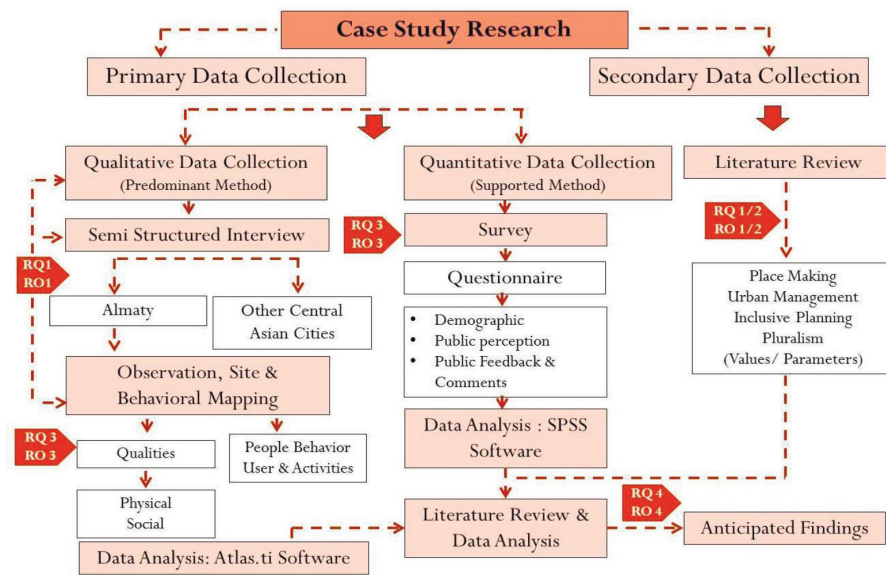 Case Study Research
Primary Data Collection
Secondary Data Collection
Qualitative Data Collection
(Predominant Method)
Quantitative Data Collection
(Supported Method)
Literature Review
Semi Structured Interview
RQ 3
RO 3
Survey
RQ 1/2
RO 1/2
RQ1
RO1
Almaty
Other Central
Asian Cities
Questionnaire
• Demographic
• Public perception
• Public Feedback &
Comments
Place Making
Urban Management
Inclusive Planning
Pluralism
(Values/ Parameters)
Observation, Site &
Behavioral Mapping
RQ 3
RO 3
Qualities
People Behavior
User & Activities
Data Analysis : SPSS
Software
Physical
Social
Data Analysis: Atlas.ti Software
Literature Review &
Data Analysis
RQ 4
RO 4
Anticipated Findings